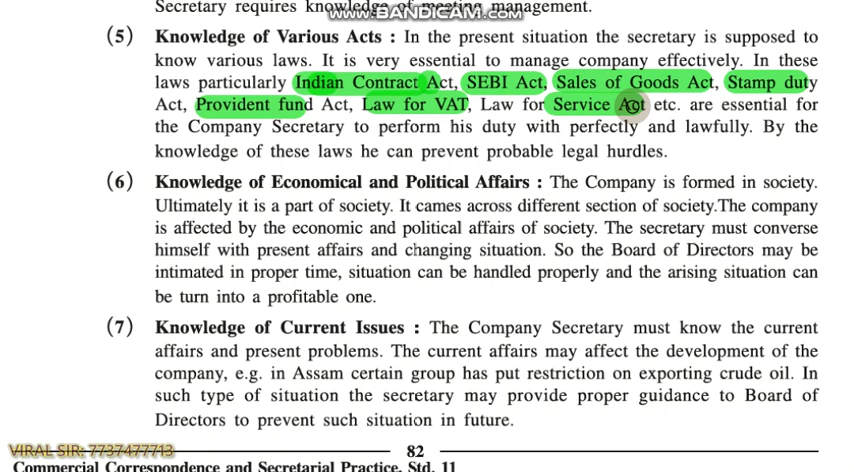 Secretary requires knowledge of meeting management.
www.BANDICAM.com
(5) Knowledge of Various Acts : In the present situation the secretary is supposed to
know various laws. It is very essential to manage company effectively. In these
laws particularly Indian Contract Act, SEBI Act, Sales of Goods Act, Stamp duty
Act, Provident fund Act, Law for VAT, Law for Service Act etc. are essential for
the Company Secretary to perform his duty with perfectly and lawfully. By the
knowledge of these laws he can prevent probable legal hurdles.
(6) Knowledge of Economical and Political Affairs : The Company is formed in society.
Ultimately it is a part of society. It cames across different section of society.The company
is affected by the economic and political affairs of society. The secretary must converse
himself with present affairs and changing situation. So the Board of Directors may be
intimated in proper time, situation can be handled properly and the arising situation can
be turn into a profitable one.
(7) Knowledge of Current Issues : The Company Secretary must know the current
affairs and present problems. The current affairs may affect the development of the
company, e.g. in Assam certain group has put restriction on exporting crude oil. In
such type of situation the secretary may provide proper guidance to Board of
Directors to prevent such situation in future.
VIRAL SIR: 7737477713
82
Commercial Correspondence and Secretarial Practice, Std. 11